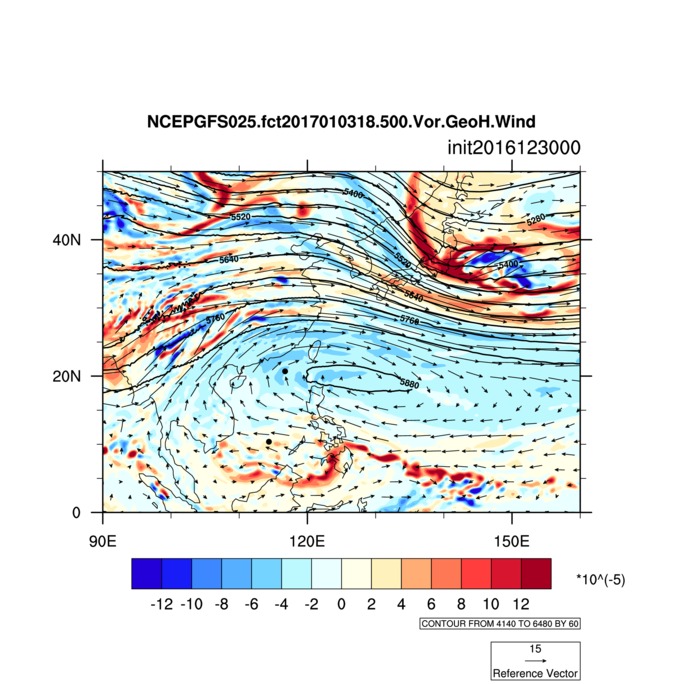 NCEPGFS025.fct2017010318.500.Vor.GeoH.Wind
init2016123000
5400
5520
5280
5640
5520
5400
5640
5760
5760
5880
40N
20N
0
90E 120E 150E
-12 -10 -8 -6 -4 -2 0 2 4 6 8 10 12
*10^(-5)
CONTOUR FROM 4140 TO 6480 BY 60
15
Reference Vector